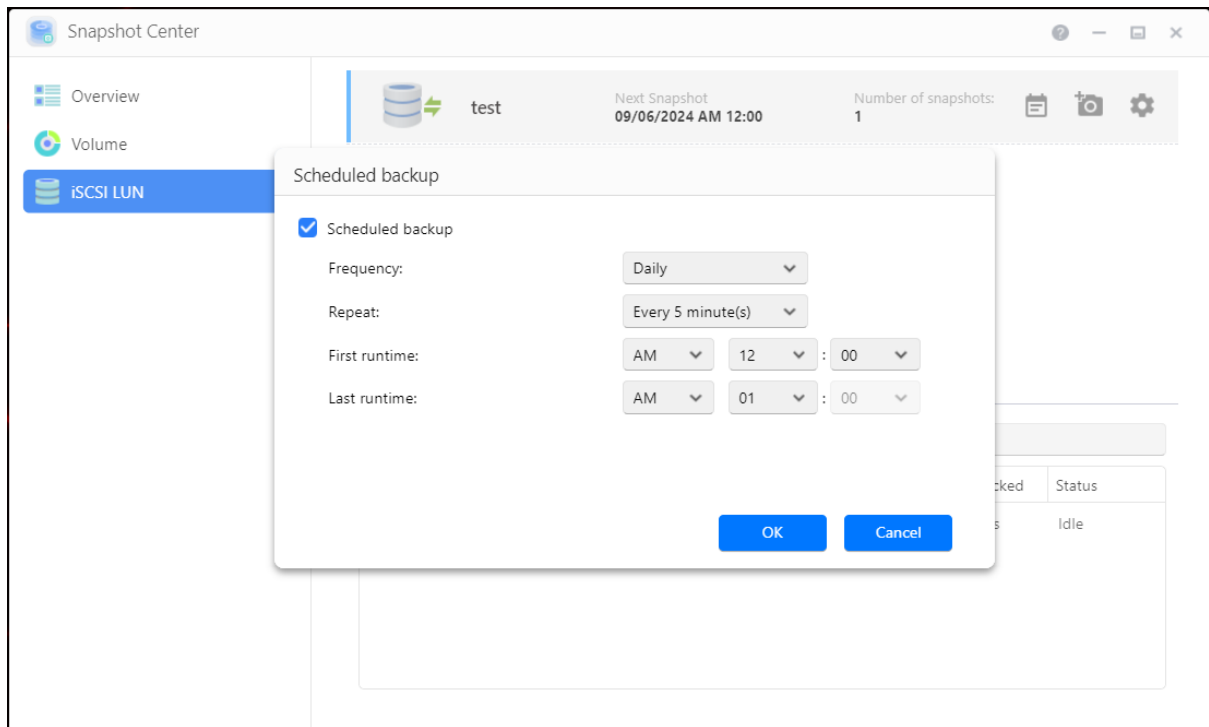 Snapshot Center
Overview
Volume
iSCSI LUN
test
Next Snapshot
09/06/2024 AM 12:00
Number of snapshots:
1
Scheduled backup
Scheduled backup
Frequency: Daily
Repeat: Every 5 minute(s)
First runtime: AM 12 : 00
Last runtime: AM 01 : 00
OK Cancel
Status
Idle